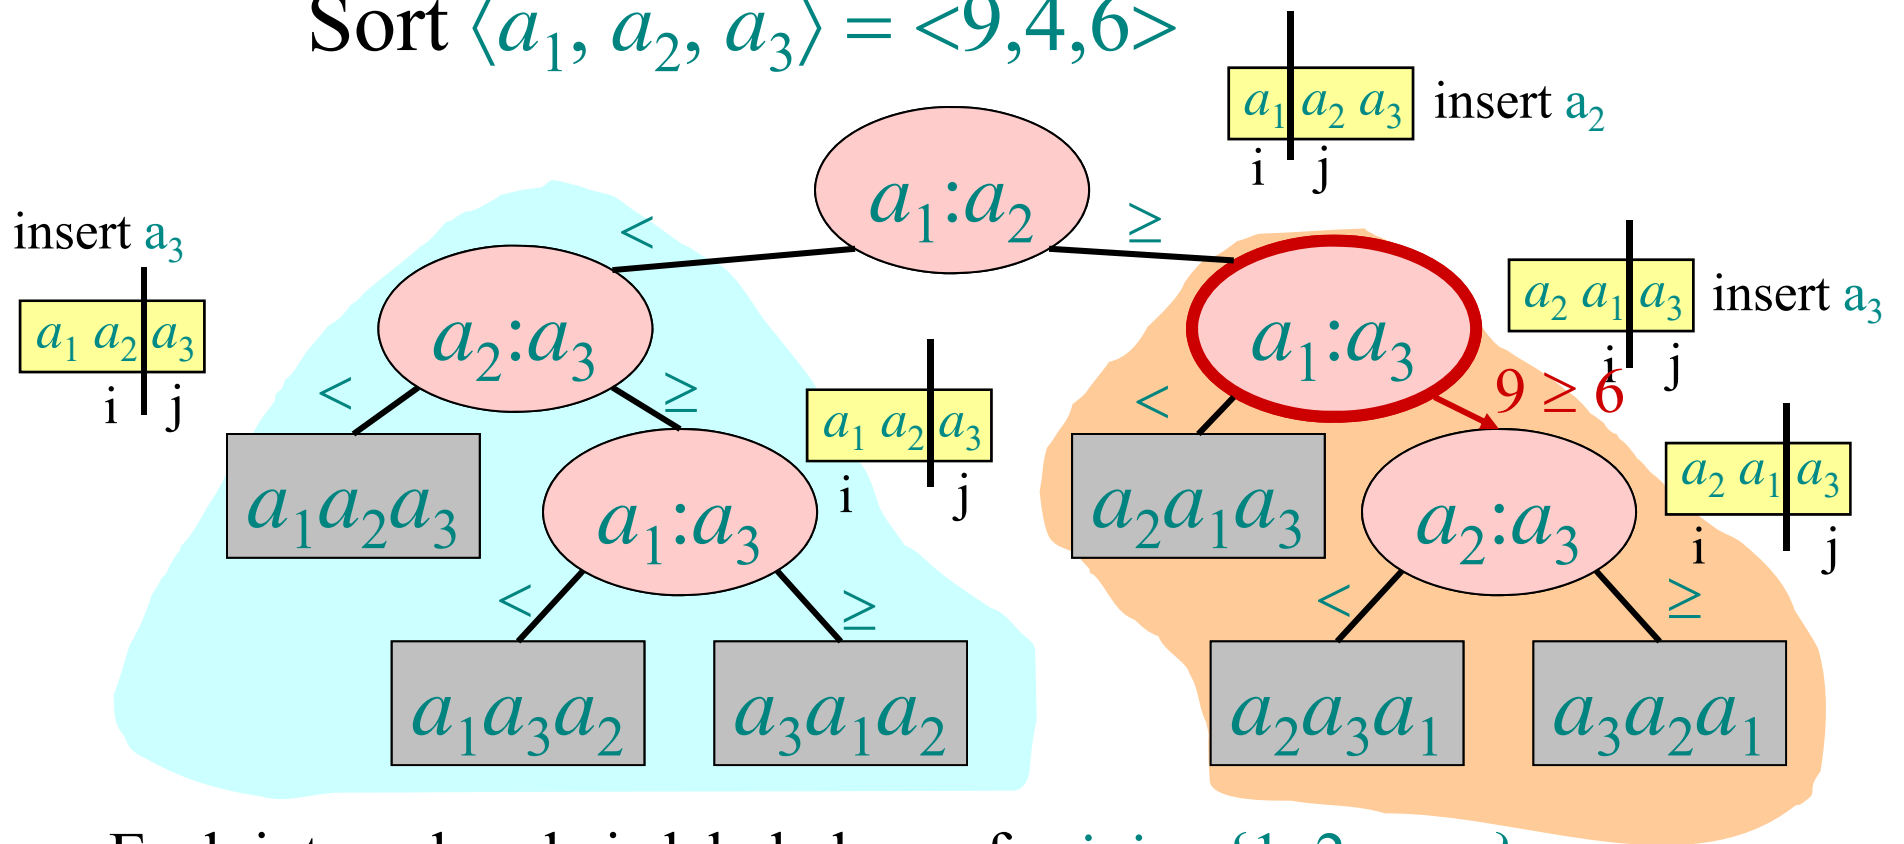 Sort ⟨a₁, a₂, a₃⟩ = <9,4,6>
a₁ a₂ a₃ insert a₂
i j
a₁:a₂
< ≥
insert a₃
a₁ a₂ a₃
i j
a₂:a₃
< ≥
a₁:a₃
< 9 ≥ 6
a₂ a₁ a₃ insert a₃
i j
a₁ a₂ a₃
i j
a₂ a₁ a₃
i j
a₁a₂a₃
a₁:a₃
< ≥
a₂a₁a₃
a₂:a₃
< ≥
a₁a₃a₂
a₃a₁a₂
a₂a₃a₁
a₃a₂a₁